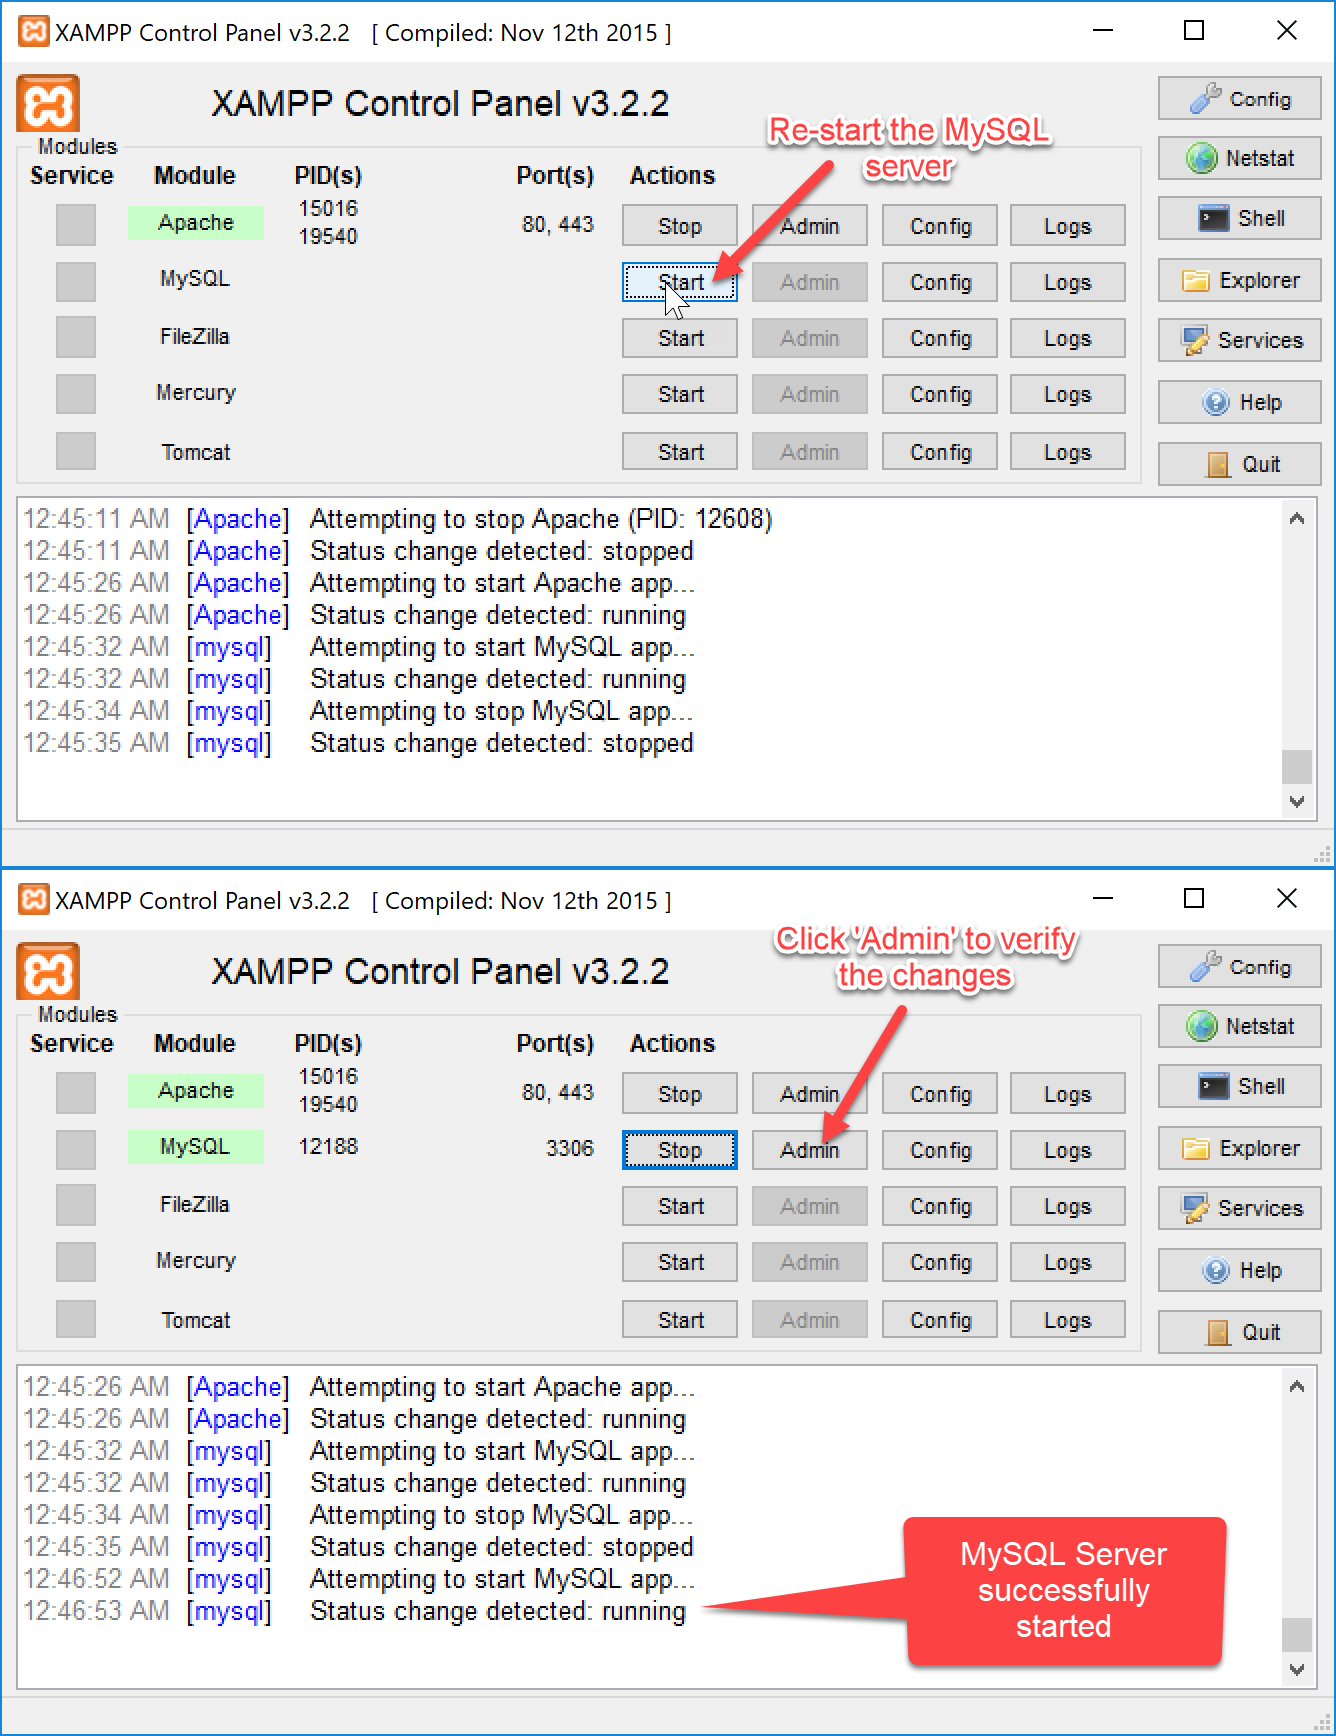 XAMPP Control Panel v3.2.2 [ Compiled: Nov 12th 2015 ]
XAMPP Control Panel v3.2.2
Config
Re-start the MySQL
server
Modules
Netstat
Service Module PID(s) Port(s) Actions
Apache 15016 80, 443 Stop Admin Config Logs
19540
Shell
MySQL Start Admin Config Logs
Explorer
FileZilla Start Admin Config Logs
Services
Mercury Start Admin Config Logs
Help
Tomcat Start Admin Config Logs
Quit
12:45:11 AM [Apache] Attempting to stop Apache (PID: 12608)
12:45:11 AM [Apache] Status change detected: stopped
12:45:26 AM [Apache] Attempting to start Apache app...
12:45:26 AM [Apache] Status change detected: running
12:45:32 AM [mysql] Attempting to start MySQL app...
12:45:32 AM [mysql] Status change detected: running
12:45:34 AM [mysql] Attempting to stop MySQL app...
12:45:35 AM [mysql] Status change detected: stopped
XAMPP Control Panel v3.2.2 [ Compiled: Nov 12th 2015 ]
Click 'Admin' to verify
the changes
XAMPP Control Panel v3.2.2
Config
Modules
Netstat
Service Module PID(s) Port(s) Actions
Apache 15016 80, 443 Stop Admin Config Logs
19540
Shell
MySQL 12188 3306 Stop Admin Config Logs
Explorer
FileZilla Start Admin Config Logs
Services
Mercury Start Admin Config Logs
Help
Tomcat Start Admin Config Logs
Quit
12:45:26 AM [Apache] Attempting to start Apache app...
12:45:26 AM [Apache] Status change detected: running
12:45:32 AM [mysql] Attempting to start MySQL app...
12:45:32 AM [mysql] Status change detected: running
12:45:34 AM [mysql] Attempting to stop MySQL app...
12:45:35 AM [mysql] Status change detected: stopped
12:46:52 AM [mysql] Attempting to start MySQL app...
12:46:53 AM [mysql] Status change detected: running
MySQL Server
successfully
started